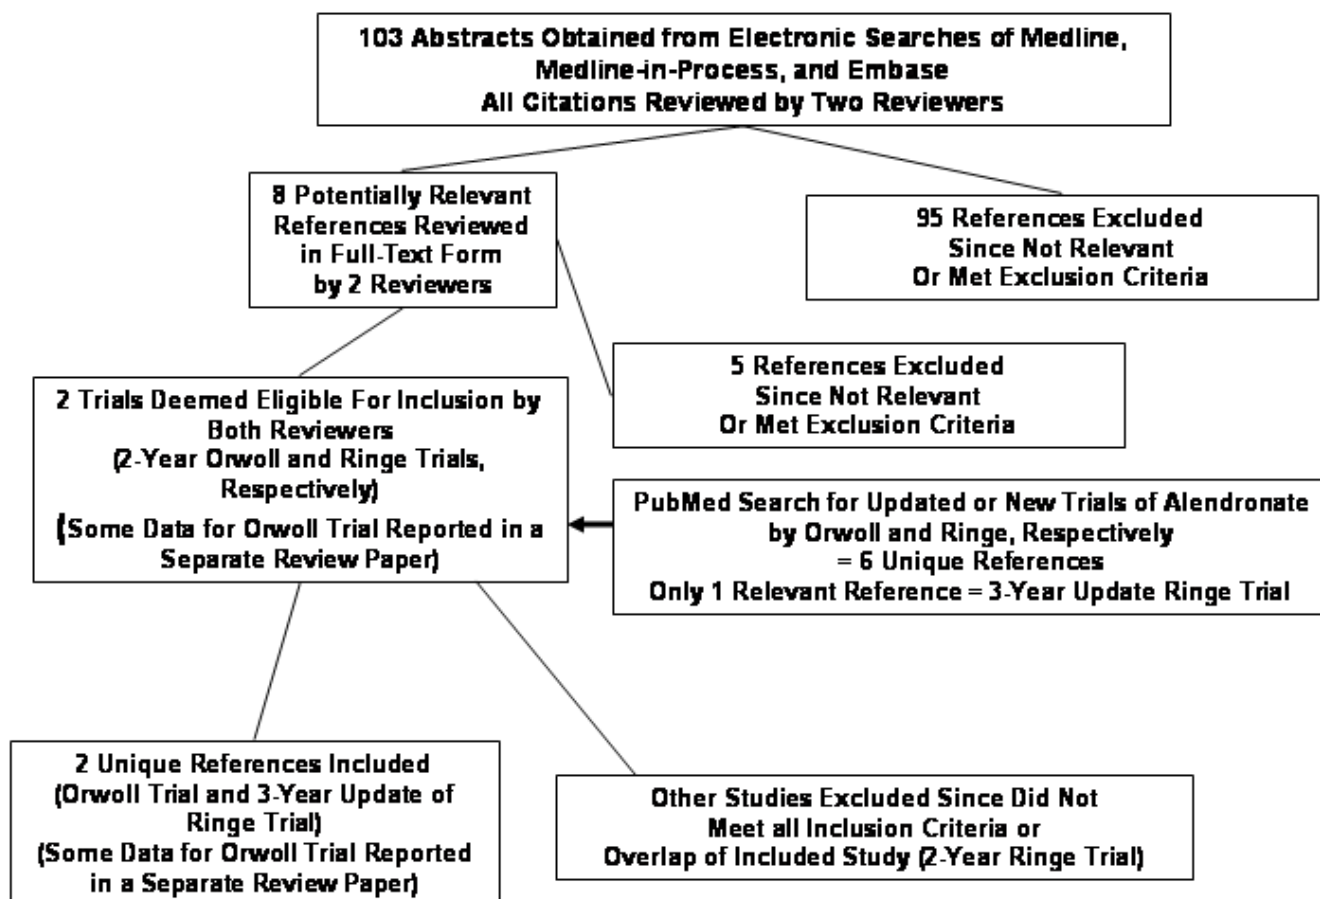 103 Abstracts Obtained from Electronic Searches of Medline,
Medline-in-Process, and Embase
All Citations Reviewed by Two Reviewers
8 Potentially Relevant
References Reviewed
in Full-Text Form
by 2 Reviewers
95 References Excluded
Since Not Relevant
Or Met Exclusion Criteria
5 References Excluded
Since Not Relevant
Or Met Exclusion Criteria
2 Trials Deemed Eligible For Inclusion by
Both Reviewers
(2-Year Orwoll and Ringe Trials,
Respectively)
(Some Data for Orwoll Trial Reported in a
Separate Review Paper)
PubMed Search for Updated or New Trials of Alendronate
by Orwoll and Ringe, Respectively
= 6 Unique References
Only 1 Relevant Reference = 3-Year Update Ringe Trial
2 Unique References Included
(Orwoll Trial and 3-Year Update of
Ringe Trial)
(Some Data for Orwoll Trial Reported
in a Separate Review Paper)
Other Studies Excluded Since Did Not
Meet all Inclusion Criteria or
Overlap of Included Study (2-Year Ringe Trial)